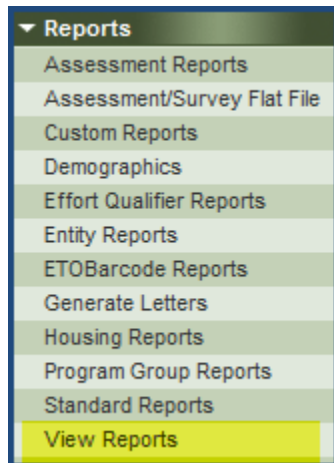 Reports
Assessment Reports
Assessment/Survey Flat File
Custom Reports
Demographics
Effort Qualifier Reports
Entity Reports
ETOBarcode Reports
Generate Letters
Housing Reports
Program Group Reports
Standard Reports
View Reports